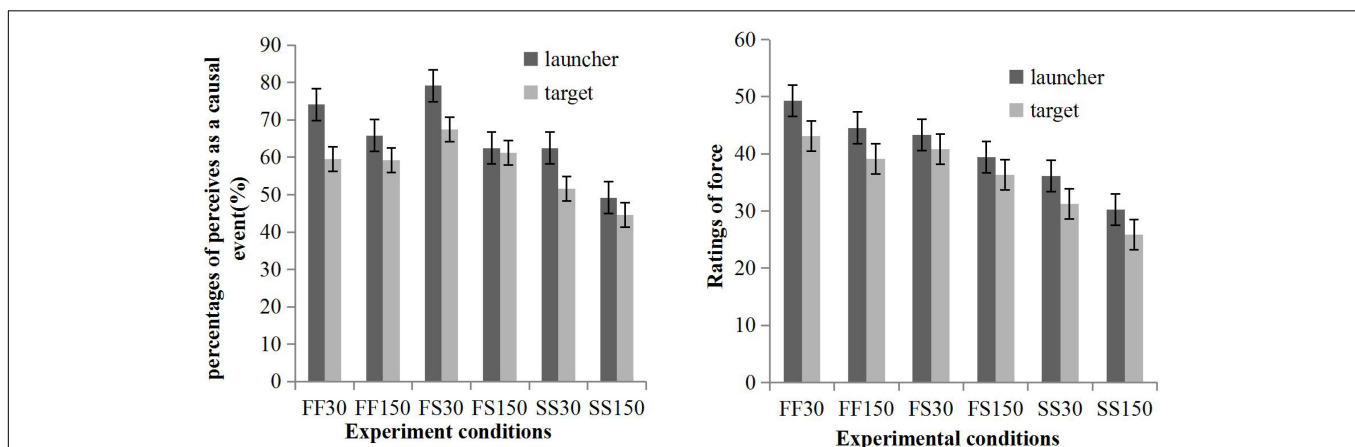 percentages of perceives as a causal
event(%)
90
80
70
60
50
40
30
20
10
0
launcher
target
FF30 FF150 FS30 FS150 SS30 SS150
Experiment conditions
Ratings of force
60
50
40
30
20
10
0
launcher
target
FF30 FF150 FS30 FS150 SS30 SS150
Experimental conditions